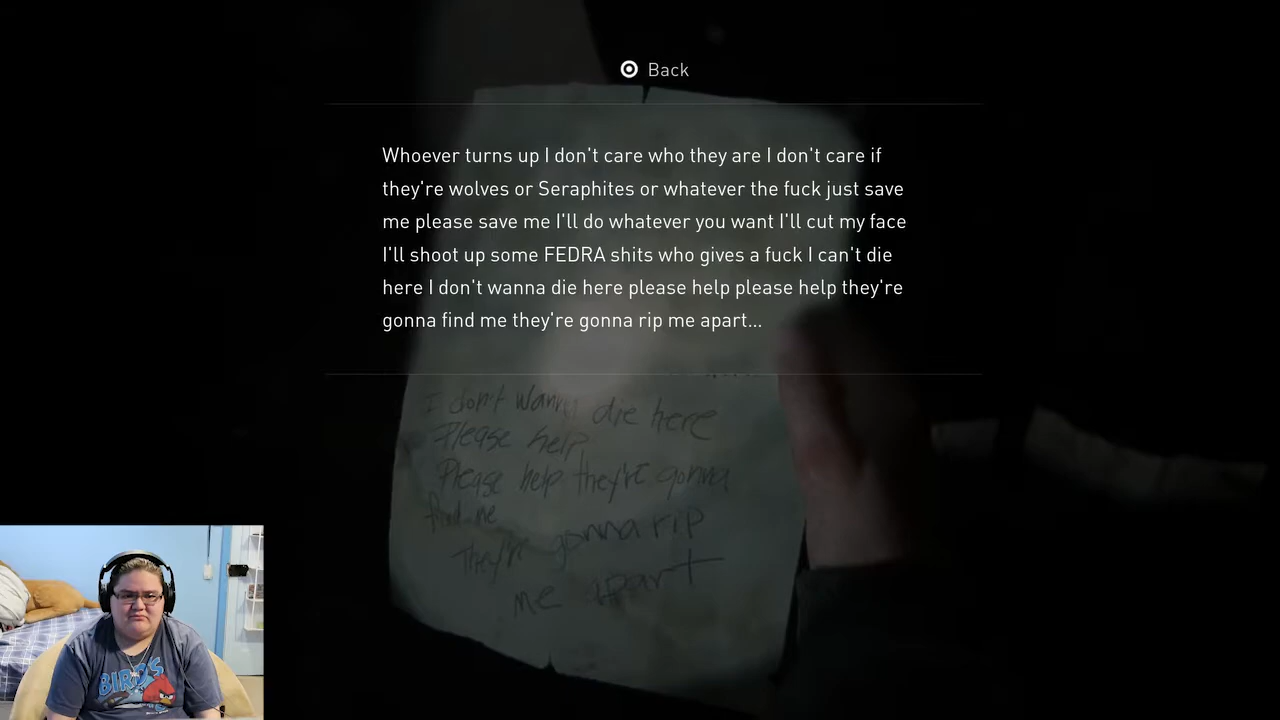 Back
Whoever turns up I don't care who they are I don't care if
they're wolves or Seraphites or whatever the fuck just save
me please save me I'll do whatever you want I'll cut my face
I'll shoot up some FEDRA shits who gives a fuck I can't die
here I don't wanna die here please help please help they're
gonna find me they're gonna rip me apart...
I don't wanna die here
Please help
Please help they're gonna
find me
They're gonna rip
me apart
BIRDS